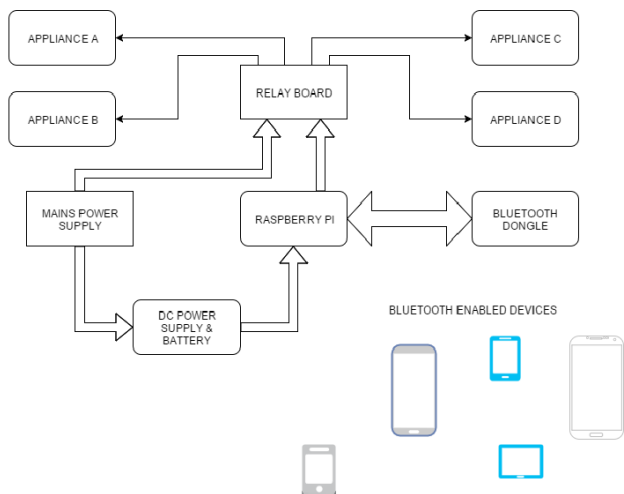 APPLIANCE A
APPLIANCE C
RELAY BOARD
APPLIANCE B
APPLIANCE D
MAINS POWER
SUPPLY
RASPBERRY PI
BLUETOOTH
DONGLE
DC POWER
SUPPLY &
BATTERY
BLUETOOTH ENABLED DEVICES